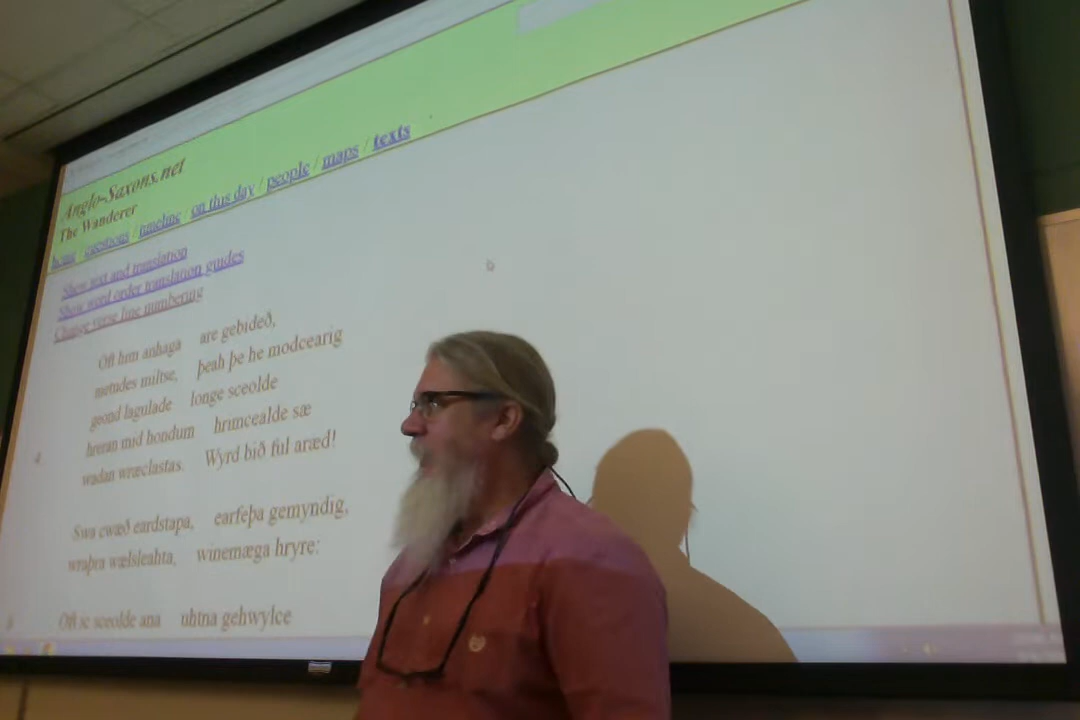 Anglo-Saxons.net
The Wanderer
home / questions / timeline / on this day / people / maps / texts
Show text and translation
Show word order translation guides
Change verse line numbering
Oft him anhaga are gebideð,
metudes miltse, þeah þe he modcearig
geond lagulade longe sceolde
4 hreran mid hondum hrimcealde sæ
wadan wræclastas. Wyrd bið ful aræd!
Swa cwæð eardstapa, earfeþa gemyndig,
wraþra wælsleahta, winemæga hryre:
8 Oft ic sceolde ana uhtna gehwylce